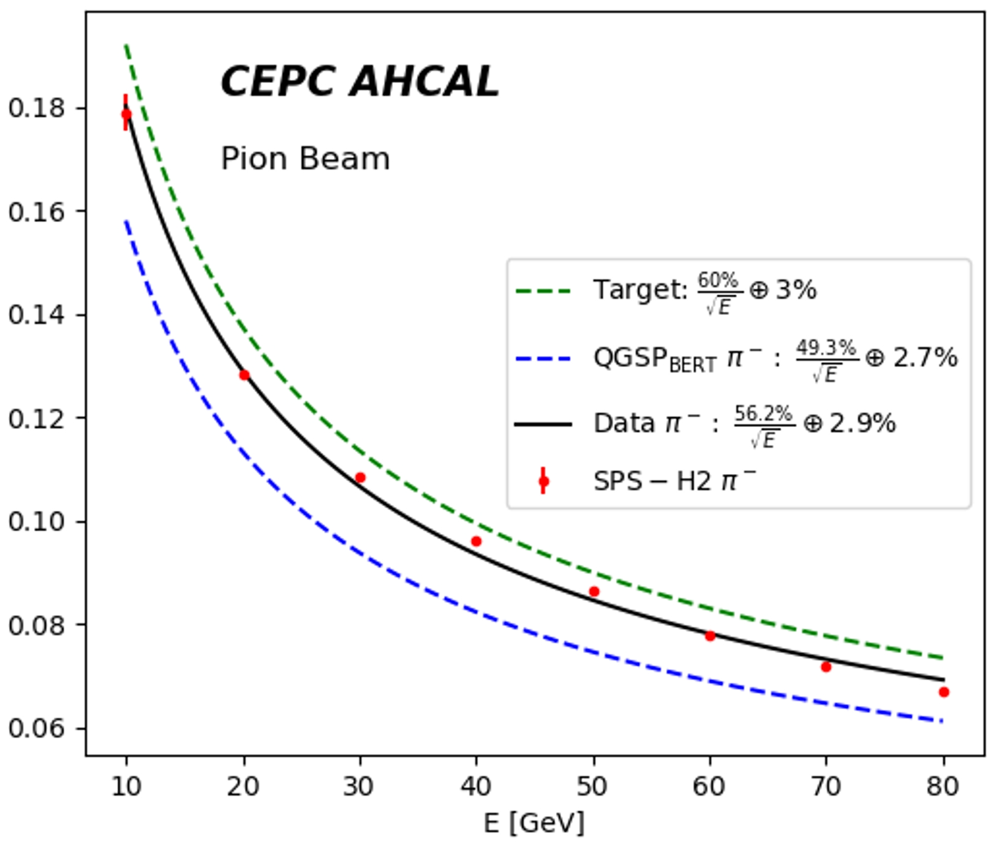 CEPC AHCAL
Pion Beam
0.18
0.16
0.14
0.12
0.10
0.08
0.06
Target: 60%/√E ⊕ 3%
QGSP_BERT π⁻ : 49.3%/√E ⊕ 2.7%
Data π⁻ : 56.2%/√E ⊕ 2.9%
SPS − H2 π⁻
10 20 30 40 50 60 70 80
E [GeV]